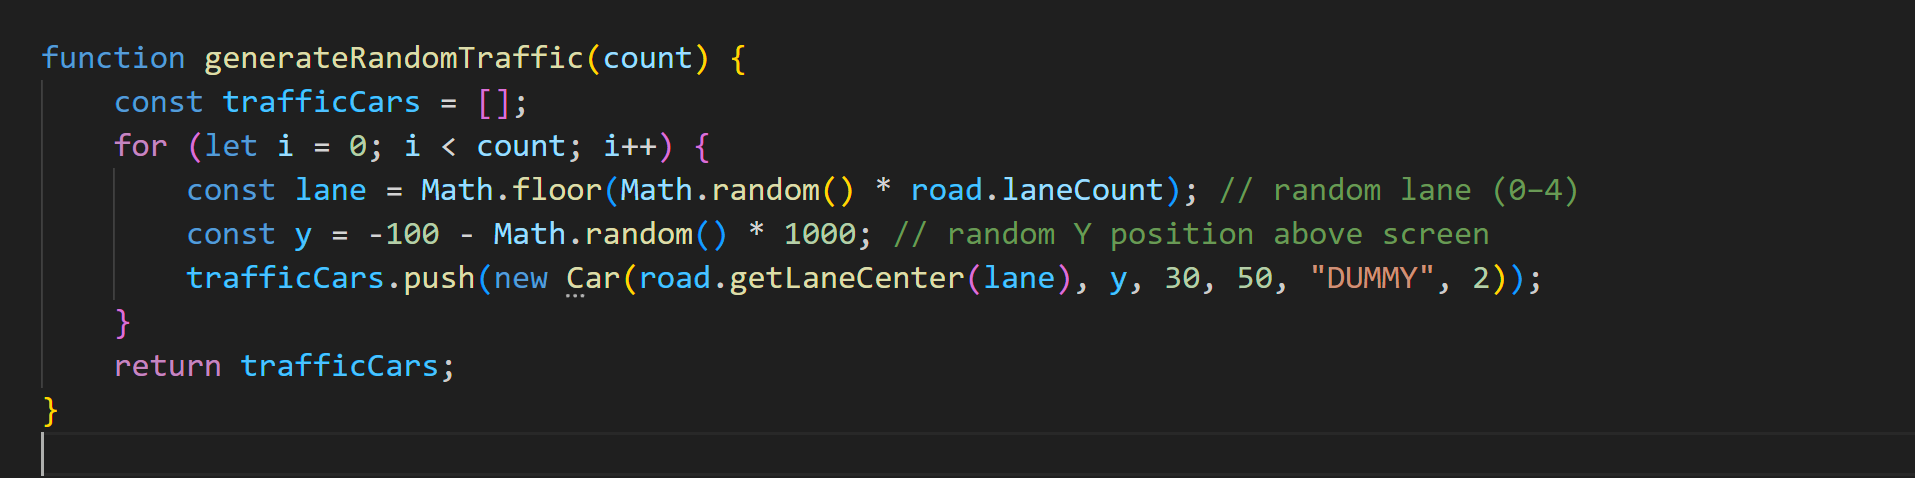 function generateRandomTraffic(count) {
    const trafficCars = [];
    for (let i = 0; i < count; i++) {
        const lane = Math.floor(Math.random() * road.laneCount); // random lane (0–4)
        const y = -100 - Math.random() * 1000; // random Y position above screen
        trafficCars.push(new Car(road.getLaneCenter(lane), y, 30, 50, "DUMMY", 2));
    }
    return trafficCars;
}